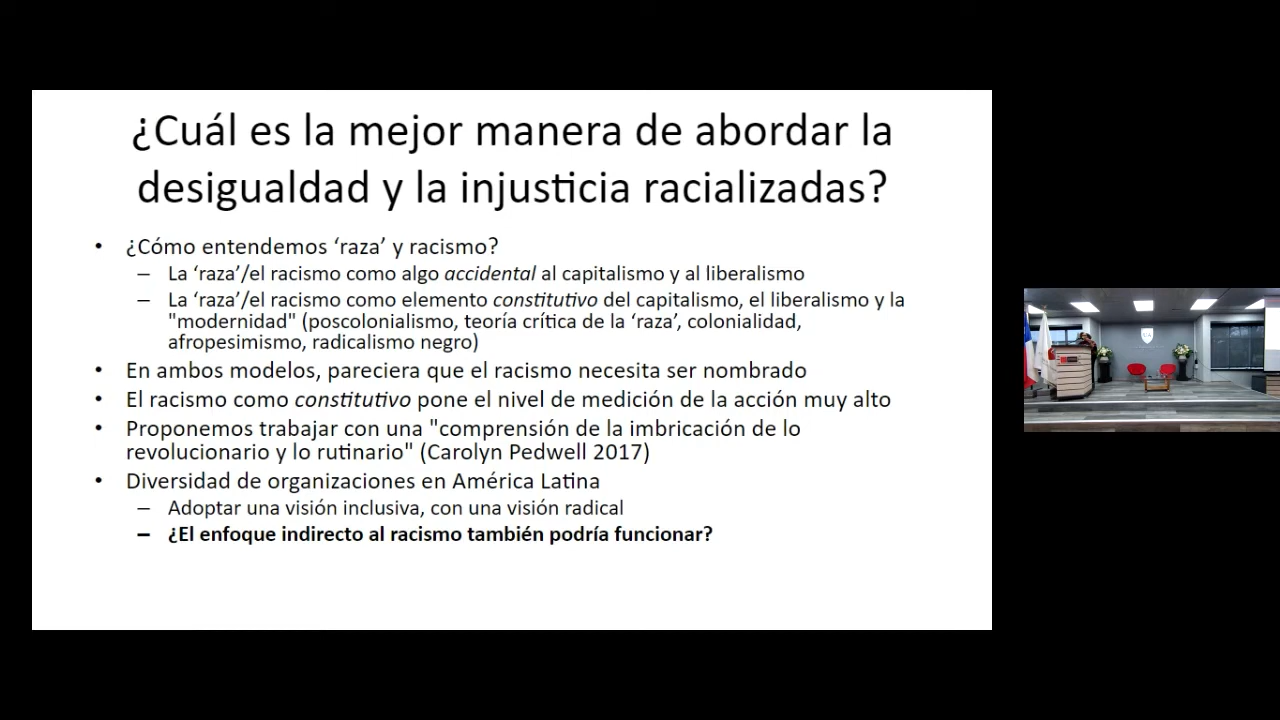 ¿Cuál es la mejor manera de abordar la
desigualdad y la injusticia racializadas?
• ¿Cómo entendemos ‘raza’ y racismo?
– La ‘raza’/el racismo como algo accidental al capitalismo y al liberalismo
– La ‘raza’/el racismo como elemento constitutivo del capitalismo, el liberalismo y la
"modernidad" (poscolonialismo, teoría crítica de la ‘raza’, colonialidad,
afropesimismo, radicalismo negro)
• En ambos modelos, pareciera que el racismo necesita ser nombrado
• El racismo como constitutivo pone el nivel de medición de la acción muy alto
• Proponemos trabajar con una "comprensión de la imbricación de lo
revolucionario y lo rutinario" (Carolyn Pedwell 2017)
• Diversidad de organizaciones en América Latina
– Adoptar una visión inclusiva, con una visión radical
– ¿El enfoque indirecto al racismo también podría funcionar?